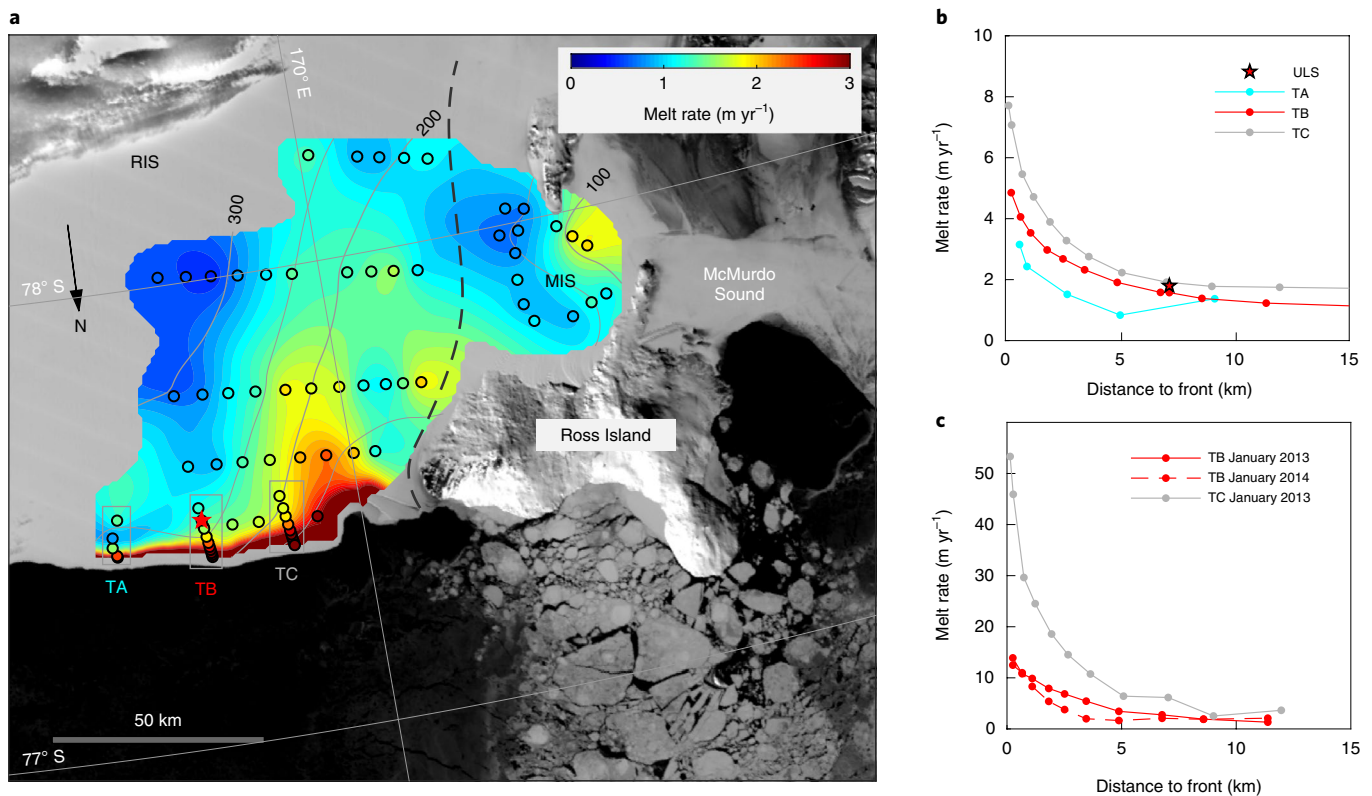 a
RIS
170° E
200
0
1
2
3
Melt rate (m yr−1)
300
100
78° S
N
MIS
McMurdo
Sound
Ross Island
TA
TB
TC
50 km
77° S
b
10
8
6
4
2
0
Melt rate (m yr−1)
ULS
TA
TB
TC
0
5
10
15
Distance to front (km)
c
50
40
30
20
10
0
Melt rate (m yr−1)
TB January 2013
TB January 2014
TC January 2013
0
5
10
15
Distance to front (km)